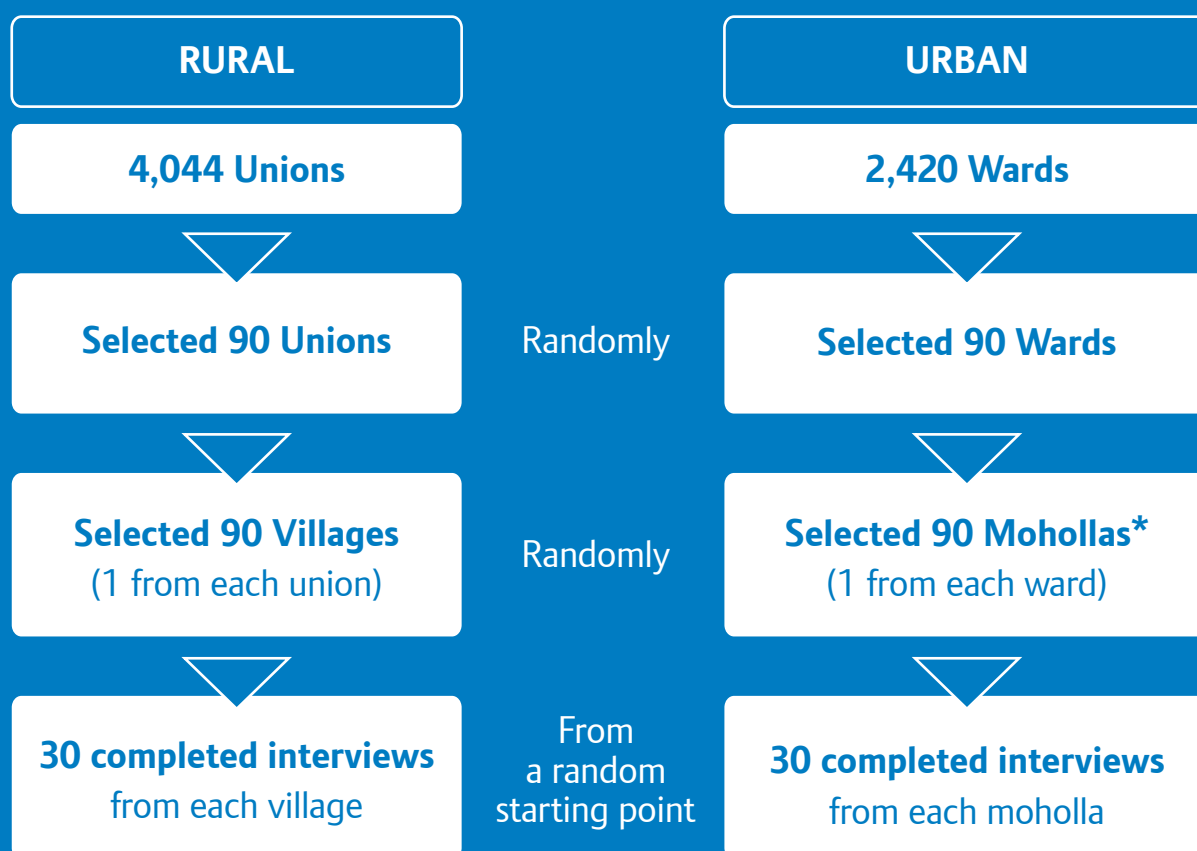 RURAL
URBAN
4,044 Unions
2,420 Wards
Selected 90 Unions
Randomly
Selected 90 Wards
Selected 90 Villages
(1 from each union)
Randomly
Selected 90 Mohollas*
(1 from each ward)
30 completed interviews
from each village
From
a random
starting point
30 completed interviews
from each moholla